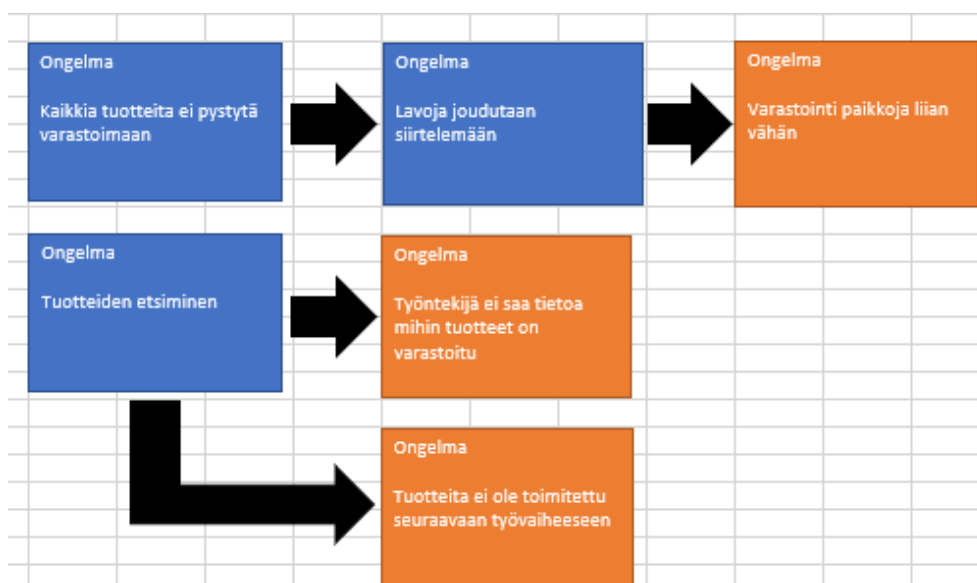 Ongelma
Kaikkia tuotteita ei pystytä
varastoimaan
Ongelma
Lavoja joudutaan
siirtelemään
Ongelma
Varastointi paikkoja liian
vähän
Ongelma
Tuotteiden etsiminen
Ongelma
Työntekijä ei saa tietoa
mihin tuotteet on
varastoitu
Ongelma
Tuotteita ei ole toimitettu
seuraavaan työvaiheeseen